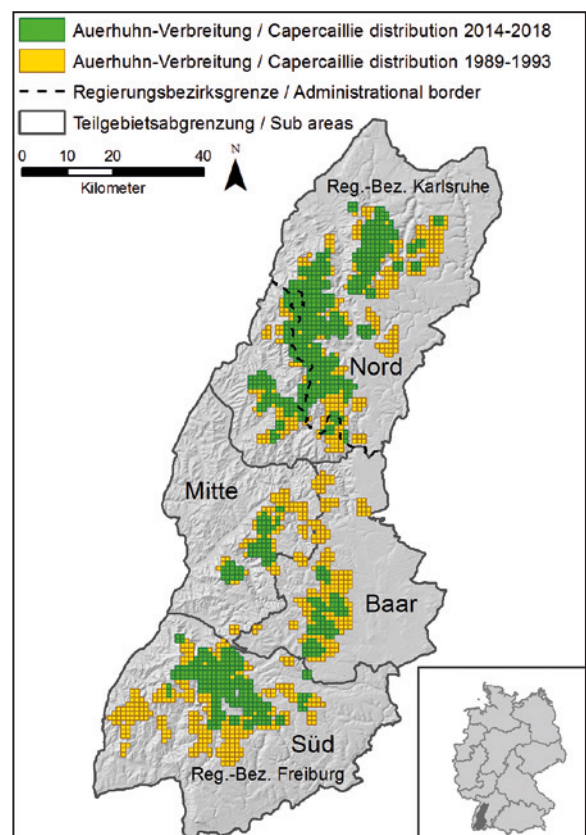 Auerhuhn-Verbreitung / Capercaillie distribution 2014-2018
Auerhuhn-Verbreitung / Capercaillie distribution 1989-1993
Regierungsbezirksgrenze / Administrational border
Teilgebietsabgrenzung / Sub areas
0 10 20 40
Kilometer
N
Reg.-Bez. Karlsruhe
Nord
Mitte
Baar
Süd
Reg.-Bez. Freiburg